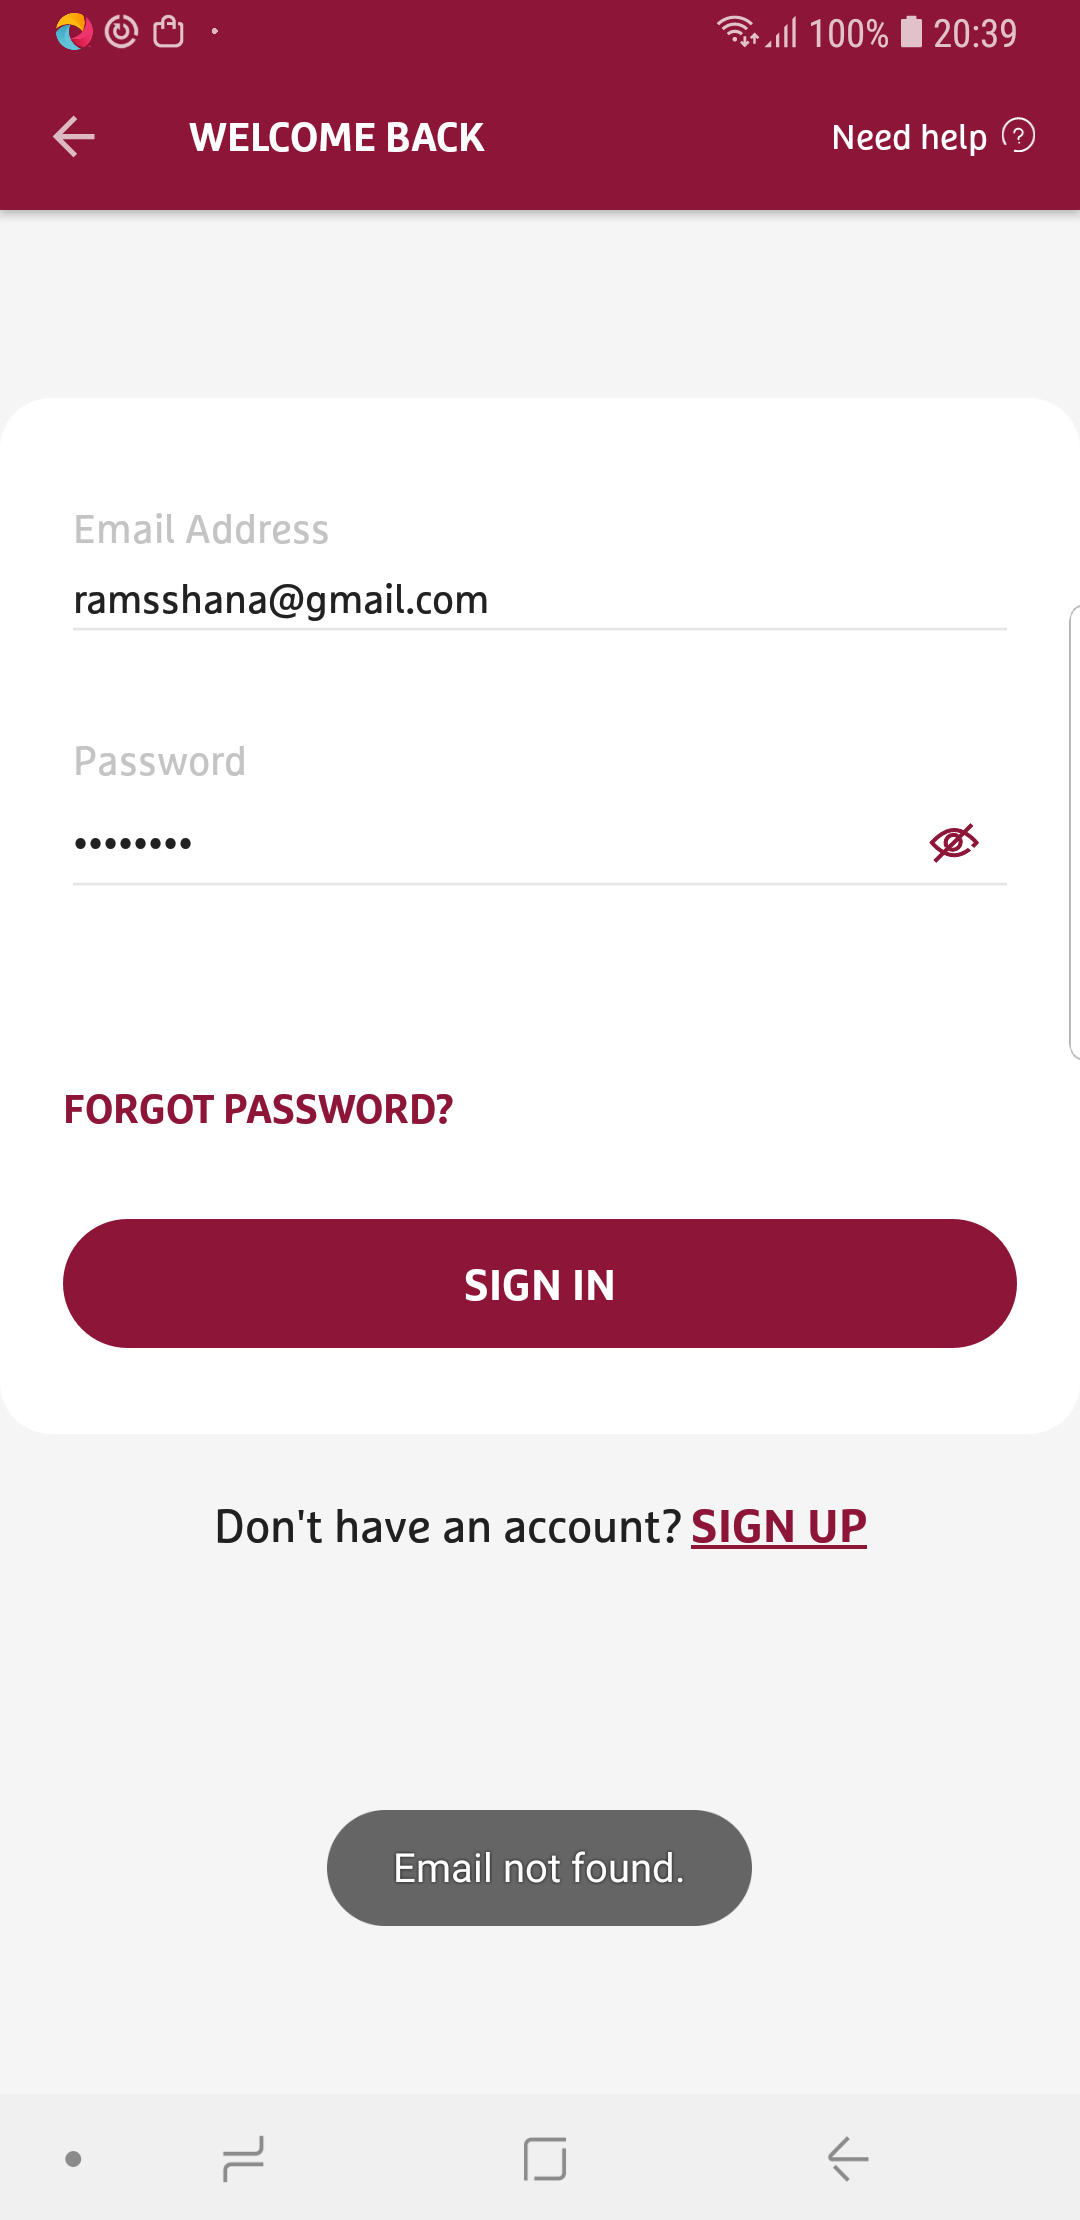 100% 20:39
WELCOME BACK
Need help ?
Email Address
ramsshana@gmail.com
Password
••••••••
FORGOT PASSWORD?
SIGN IN
Don't have an account? SIGN UP
Email not found.